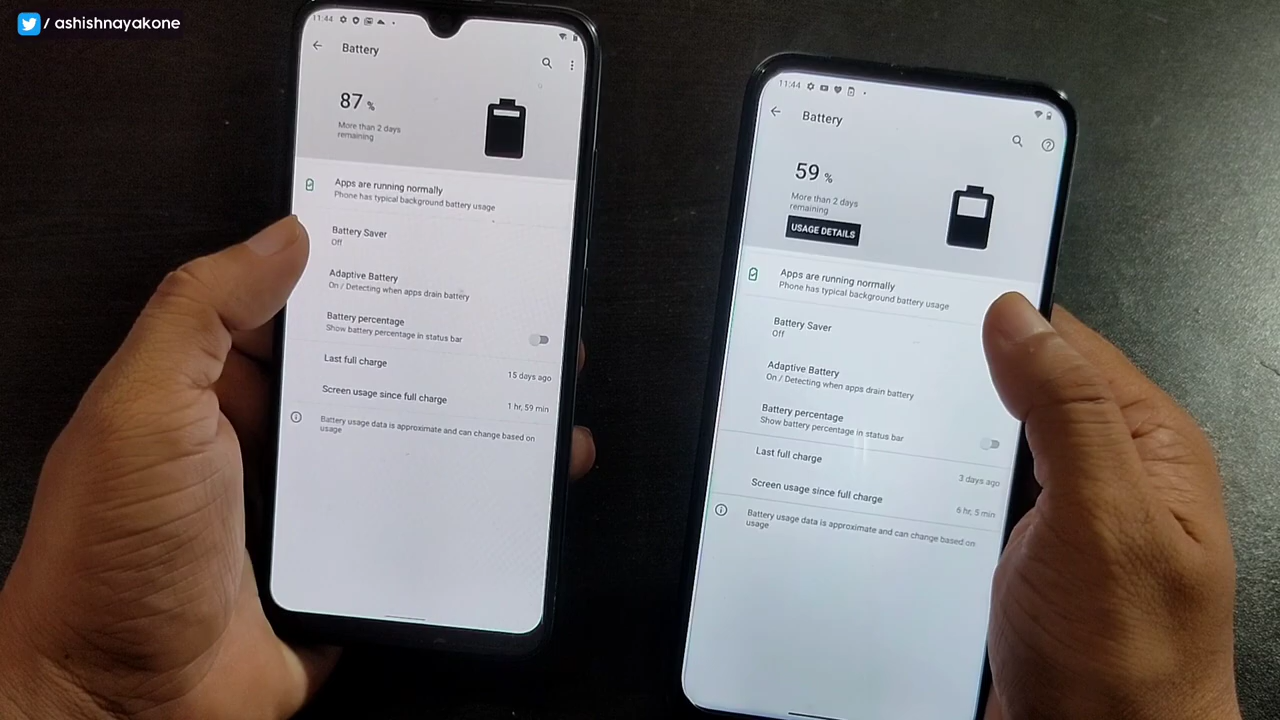 / ashishnayakone
11:44
Battery
87 %
More than 2 days
remaining
Apps are running normally
Phone has typical background battery usage
Battery Saver
Off
Adaptive Battery
On / Detecting when apps drain battery
Battery percentage
Show battery percentage in status bar
Last full charge
15 days ago
Screen usage since full charge
1 hr, 59 min
Battery usage data is approximate and can change based on
usage
11:44
Battery
59 %
More than 2 days
remaining
USAGE DETAILS
Apps are running normally
Phone has typical background battery usage
Battery Saver
Off
Adaptive Battery
On / Detecting when apps drain battery
Battery percentage
Show battery percentage in status bar
Last full charge
3 days ago
Screen usage since full charge
6 hr, 5 min
Battery usage data is approximate and can change based on
usage